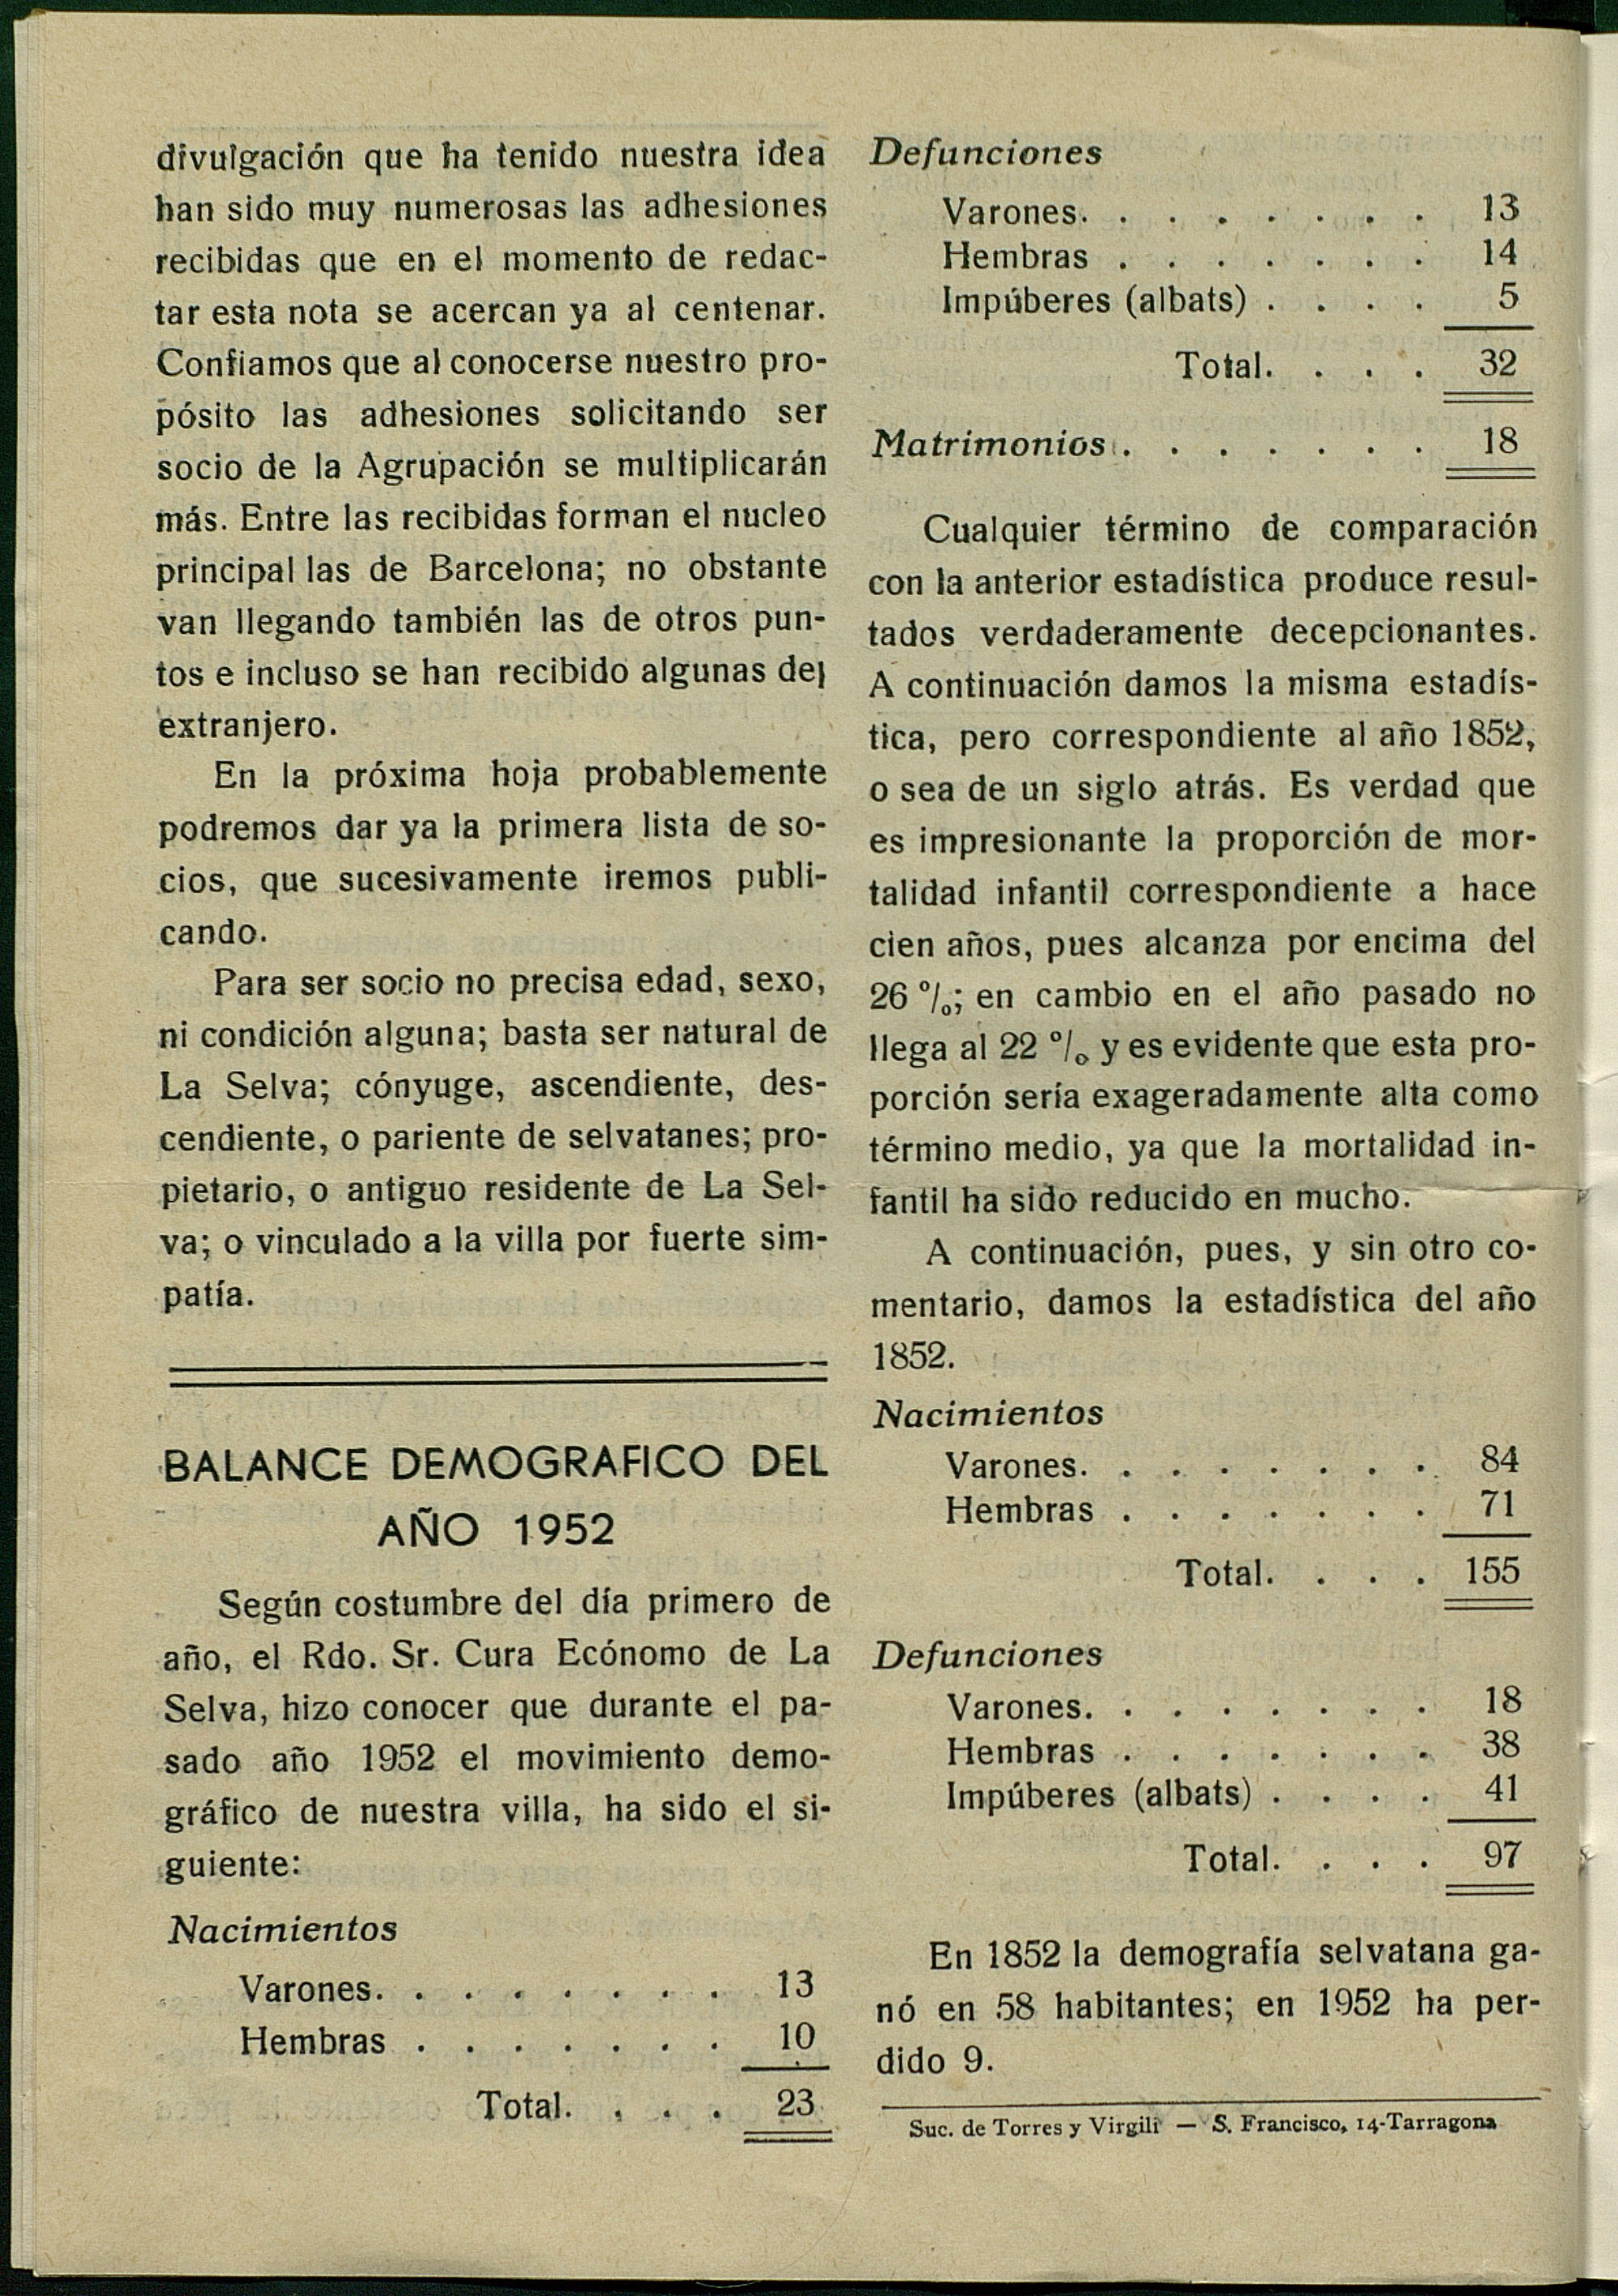 divulgación que ha tenido nuestra idea
han sido muy numerosas las adhesiones
recibidas que en el momento de redac-
tar esta nota se acercan ya al centenar.
Confiamos que al conocerse nuestro pro-
pósito las adhesiones solicitando ser
socio de la Agrupación se multiplicarán
más. Entre las recibidas forman el nucleo
principal las de Barcelona; no obstante
van llegando también las de otros pun-
tos e incluso se han recibido algunas del
extranjero.
En la próxima hoja probablemente
podremos dar ya la primera lista de so-
cios, que sucesivamente iremos publi-
cando.
Para ser socio no precisa edad, sexo,
ni condición alguna; basta ser natural de
La Selva; cónyuge, ascendiente, des-
cendiente, o pariente de selvatanes; pro-
pietario, o antiguo residente de La Sel-
va; o vinculado a la villa por fuerte sim-
patía.
BALANCE DEMOGRAFICO DEL
AÑO 1952
Según costumbre del día primero de
año, el Rdo. Sr. Cura Ecónomo de La
Selva, hizo conocer que durante el pa-
sado año 1952 el movimiento demo-
gráfico de nuestra villa, ha sido el si-
guiente:
Nacimientos
Varones. . . . . . . . 13
Hembras . . . . . . . 10
Total. . . . 23
Defunciones
Varones. . . . . . . . 13
Hembras . . . . . . . 14
Impúberes (albats) . . . . 5
Total. . . . 32
Matrimonios . . . . . . . 18
Cualquier término de comparación
con la anterior estadística produce resul-
tados verdaderamente decepcionantes.
A continuación damos la misma estadís-
tica, pero correspondiente al año 1852,
o sea de un siglo atrás. Es verdad que
es impresionante la proporción de mor-
talidad infantil correspondiente a hace
cien años, pues alcanza por encima del
26 %; en cambio en el año pasado no
llega al 22 % y es evidente que esta pro-
porción sería exageradamente alta como
término medio, ya que la mortalidad in-
fantil ha sido reducido en mucho.
A continuación, pues, y sin otro co-
mentario, damos la estadística del año
1852.
Nacimientos
Varones. . . . . . . . 84
Hembras . . . . . . . 71
Total. . . . 155
Defunciones
Varones. . . . . . . . 18
Hembras . . . . . . . 38
Impúberes (albats) . . . . 41
Total. . . . 97
En 1852 la demografía selvatana ga-
nó en 58 habitantes; en 1952 ha per-
dido 9.
Suc. de Torres y Virgili — S. Francisco, 14-Tarragona